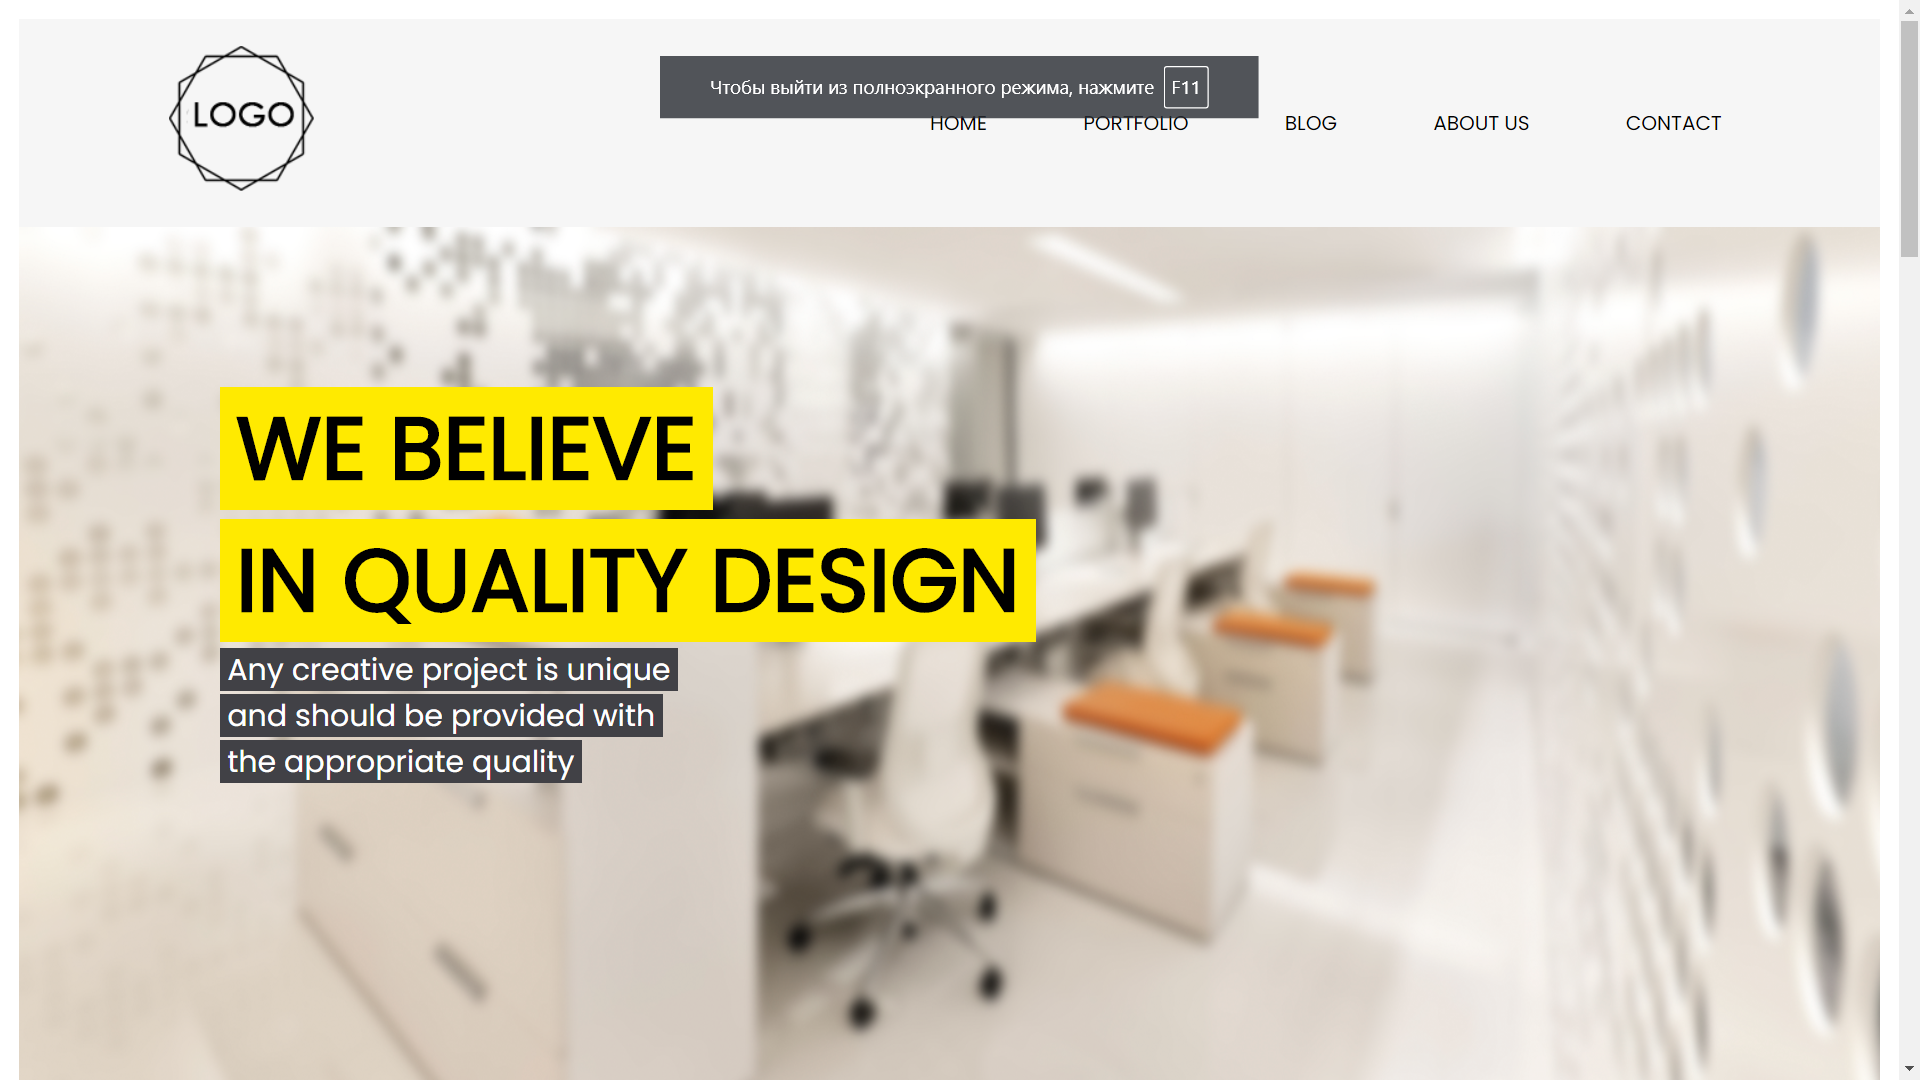 LOGO
Чтобы выйти из полноэкранного режима, нажмите F11
HOME PORTFOLIO BLOG ABOUT US CONTACT
WE BELIEVE
IN QUALITY DESIGN
Any creative project is unique
and should be provided with
the appropriate quality